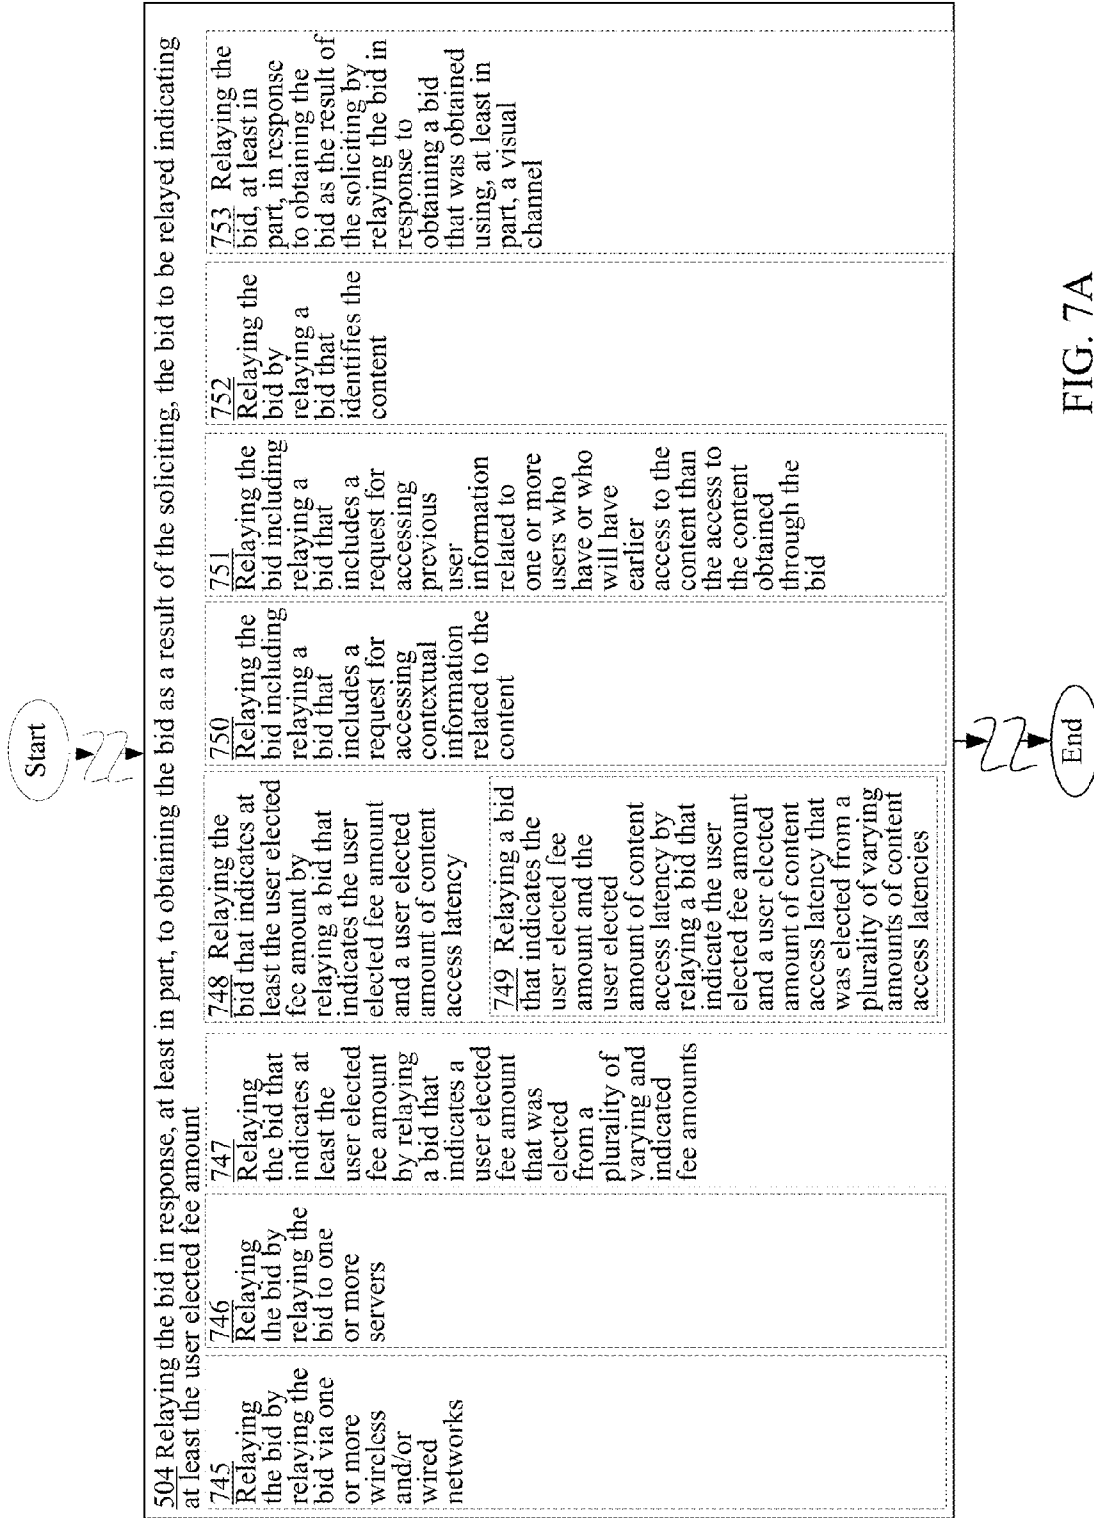 Start
504 Relaying the bid in response, at least in part, to obtaining the bid as a result of the soliciting, the bid to be relayed indicating
at least the user elected fee amount
745
Relaying
the bid by
relaying the
bid via one
or more
wireless
and/or
wired
networks
746
Relaying
the bid by
relaying the
bid to one
or more
servers
747
Relaying
the bid that
indicates at
least the
user elected
fee amount
by relaying
a bid that
indicates a
user elected
fee amount
that was
elected
from a
plurality of
varying and
indicated
fee amounts
748 Relaying the
bid that indicates at
least the user elected
fee amount by
relaying a bid that
indicates the user
elected fee amount
and a user elected
amount of content
access latency
749 Relaying a bid
that indicates the
user elected fee
amount and the
user elected
amount of content
access latency by
relaying a bid that
indicate the user
elected fee amount
and a user elected
amount of content
access latency that
was elected from a
plurality of varying
amounts of content
access latencies
750
Relaying the
bid including
relaying a
bid that
includes a
request for
accessing
contextual
information
related to the
content
751
Relaying the
bid including
relaying a
bid that
includes a
request for
accessing
previous
user
information
related to
one or more
users who
have or who
will have
earlier
access to the
content than
the access to
the content
obtained
through the
bid
752
Relaying the
bid by
relaying a
bid that
identifies the
content
753 Relaying the
bid, at least in
part, in response
to obtaining the
bid as the result of
the soliciting by
relaying the bid in
response to
obtaining a bid
that was obtained
using, at least in
part, a visual
channel
End
FIG. 7A